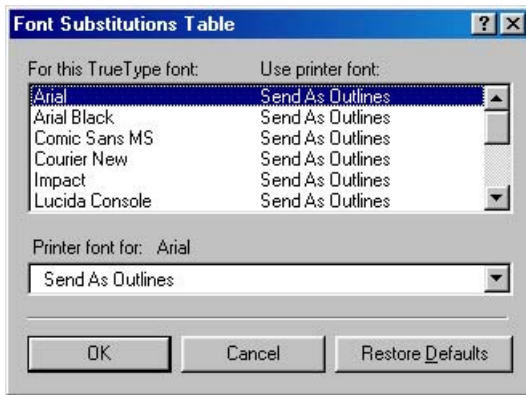 Font Substitutions Table
For this TrueType font: Use printer font:
Arial Send As Outlines
Arial Black Send As Outlines
Comic Sans MS Send As Outlines
Courier New Send As Outlines
Impact Send As Outlines
Lucida Console Send As Outlines
Printer font for: Arial
Send As Outlines
OK Cancel Restore Defaults